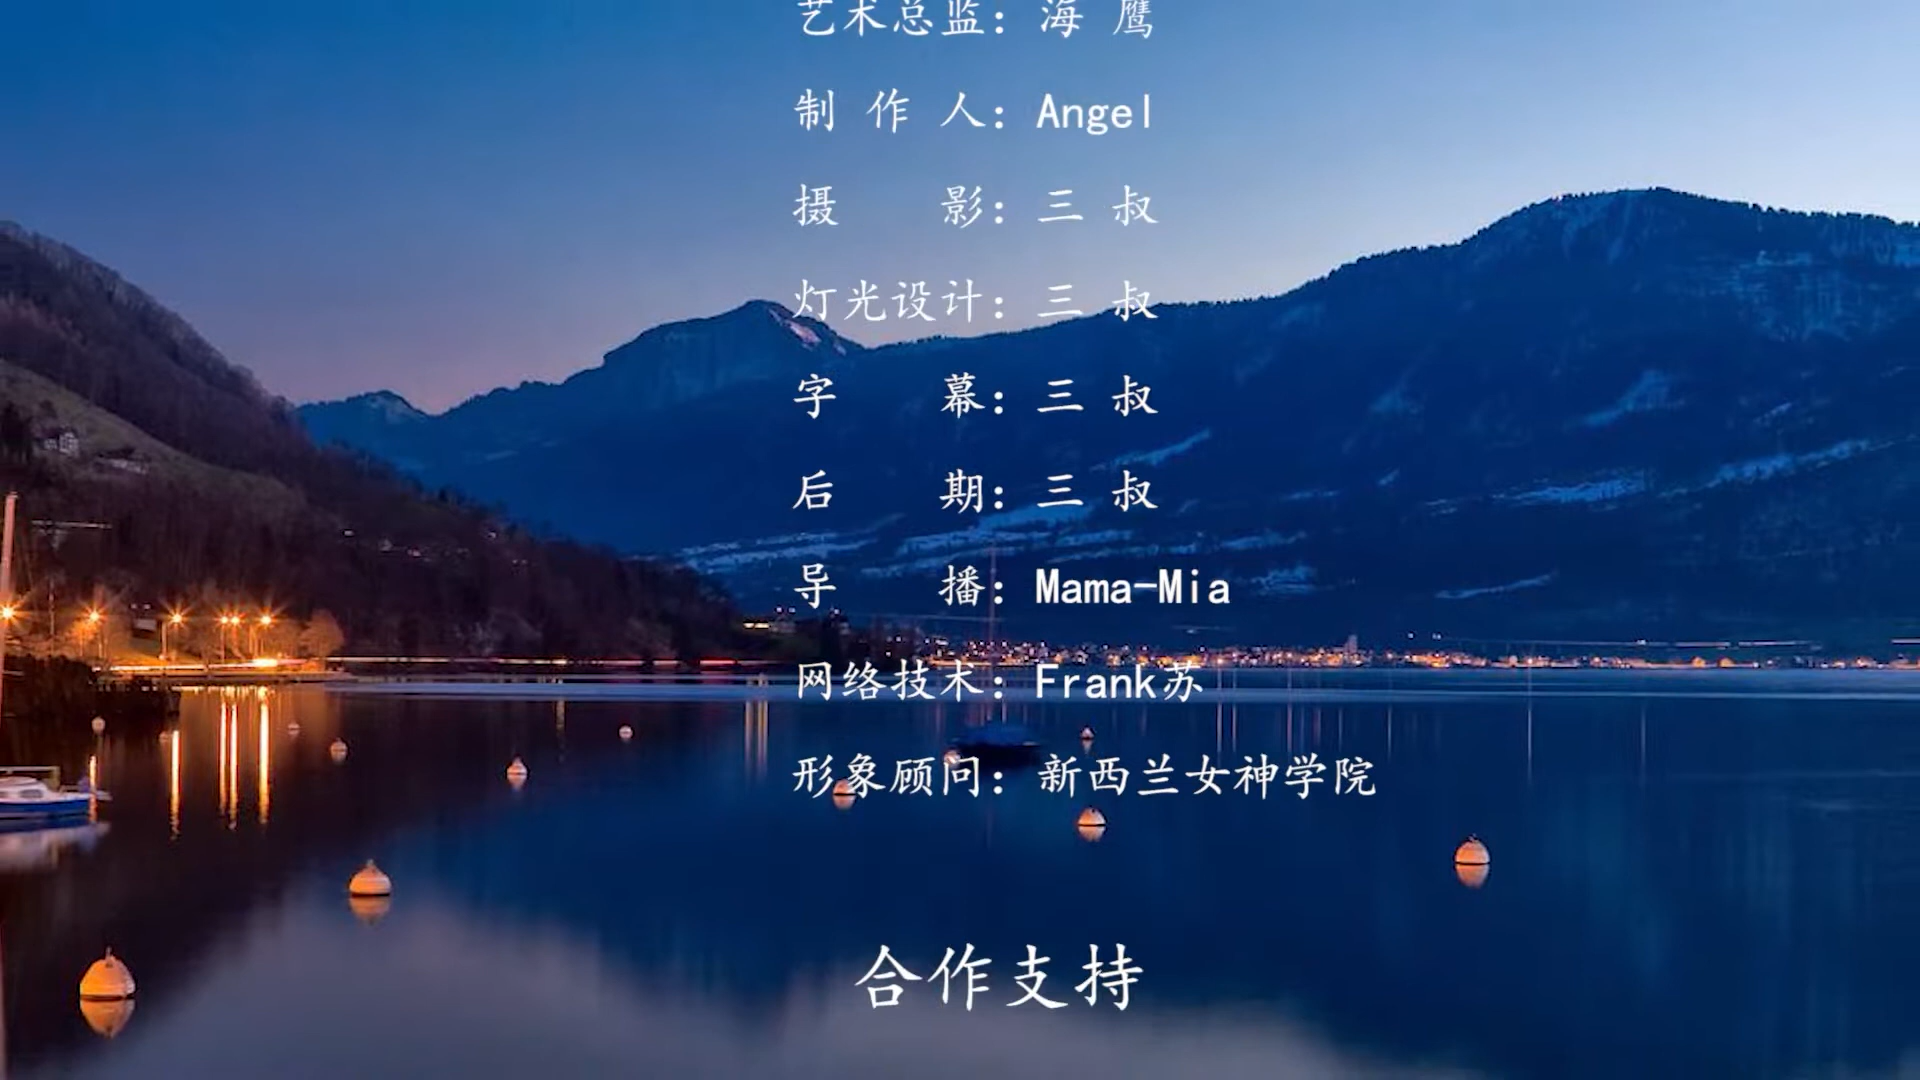 艺术总监：海 鹰
制 作 人：Angel
摄 影：三 叔
灯光设计：三 叔
字 幕：三 叔
后 期：三 叔
导 播：Mama-Mia
网络技术：Frank苏
形象顾问：新西兰女神学院
合作支持